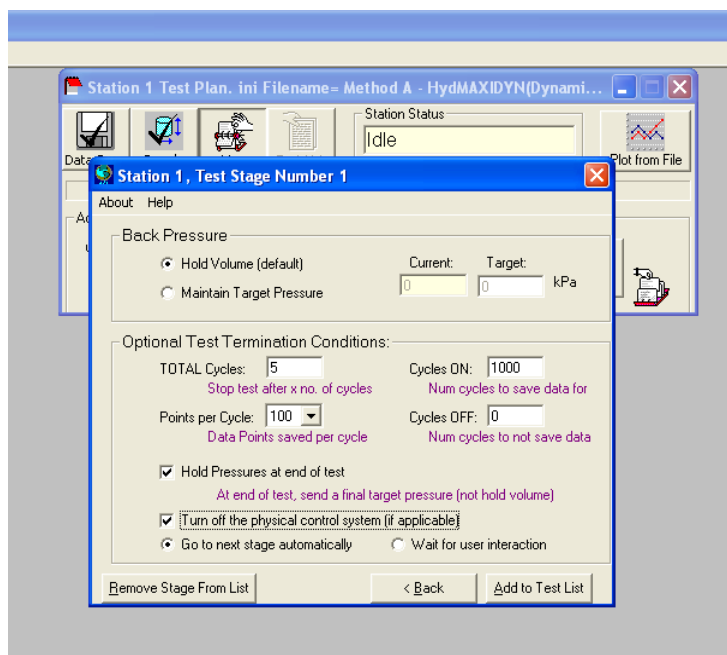 Station 1 Test Plan. ini Filename= Method A - HydMAXIDYN(Dynami...
Station Status
Idle
Plot from File
Station 1, Test Stage Number 1
About Help
Back Pressure
Hold Volume (default)
Current: Target:
0 0 kPa
Maintain Target Pressure
Optional Test Termination Conditions:
TOTAL Cycles: 5 Cycles ON: 1000
Stop test after x no. of cycles Num cycles to save data for
Points per Cycle: 100 Cycles OFF: 0
Data Points saved per cycle Num cycles to not save data
Hold Pressures at end of test
At end of test, send a final target pressure (not hold volume)
Turn off the physical control system (if applicable)
Go to next stage automatically Wait for user interaction
Remove Stage From List < Back Add to Test List